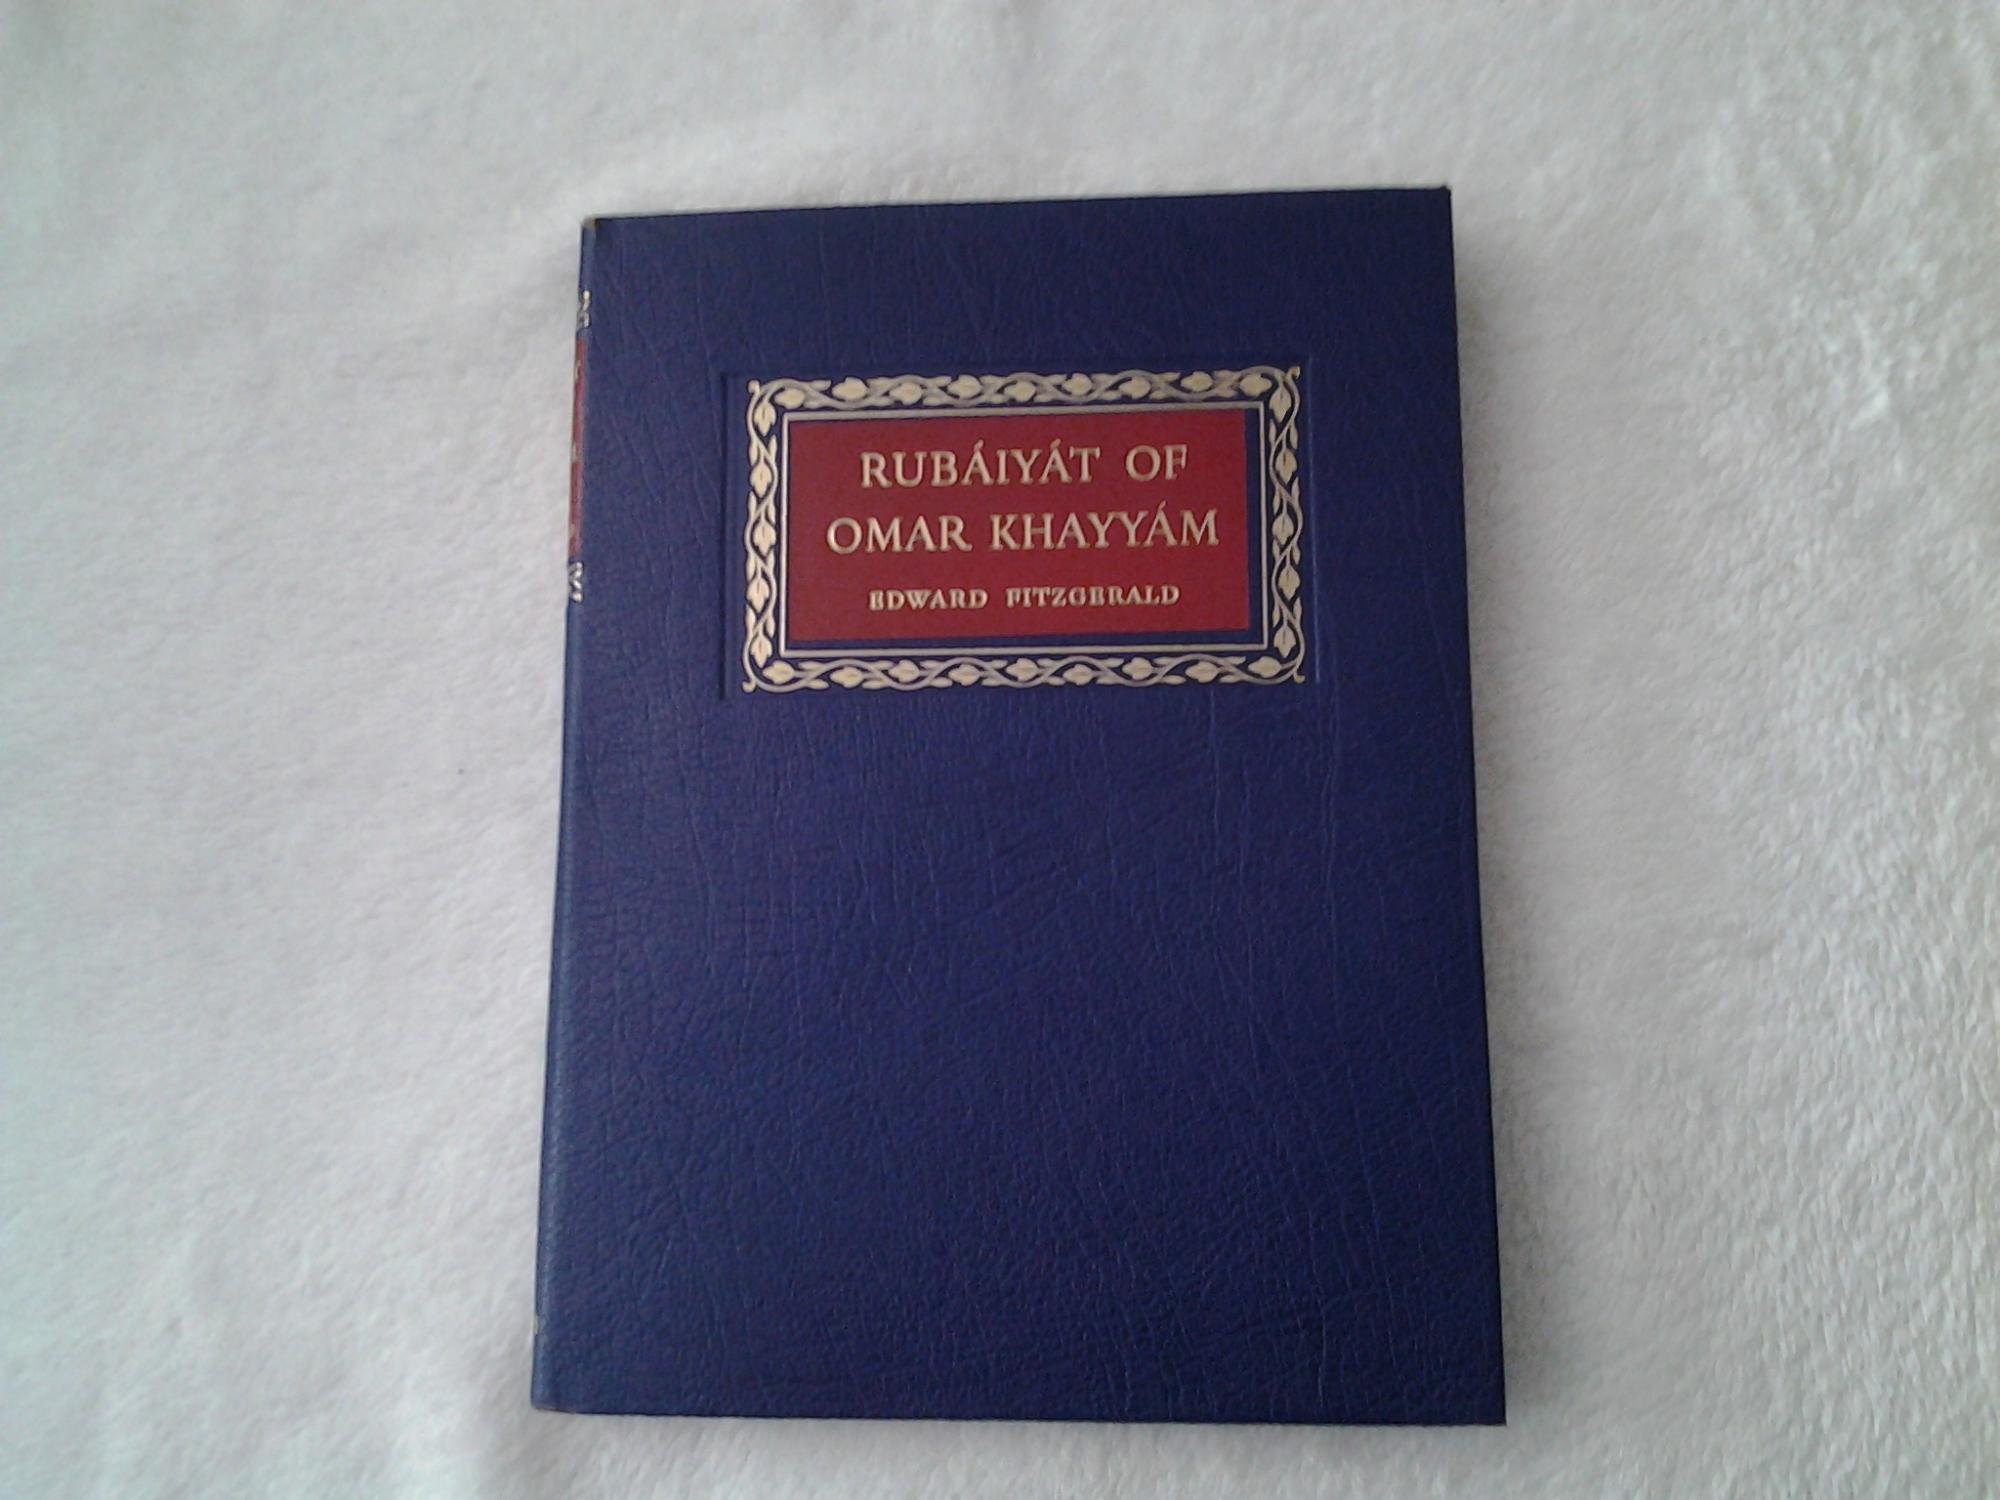 RUBÁIYÁT OF
OMAR KHAYYÁM
EDWARD FITZGERALD